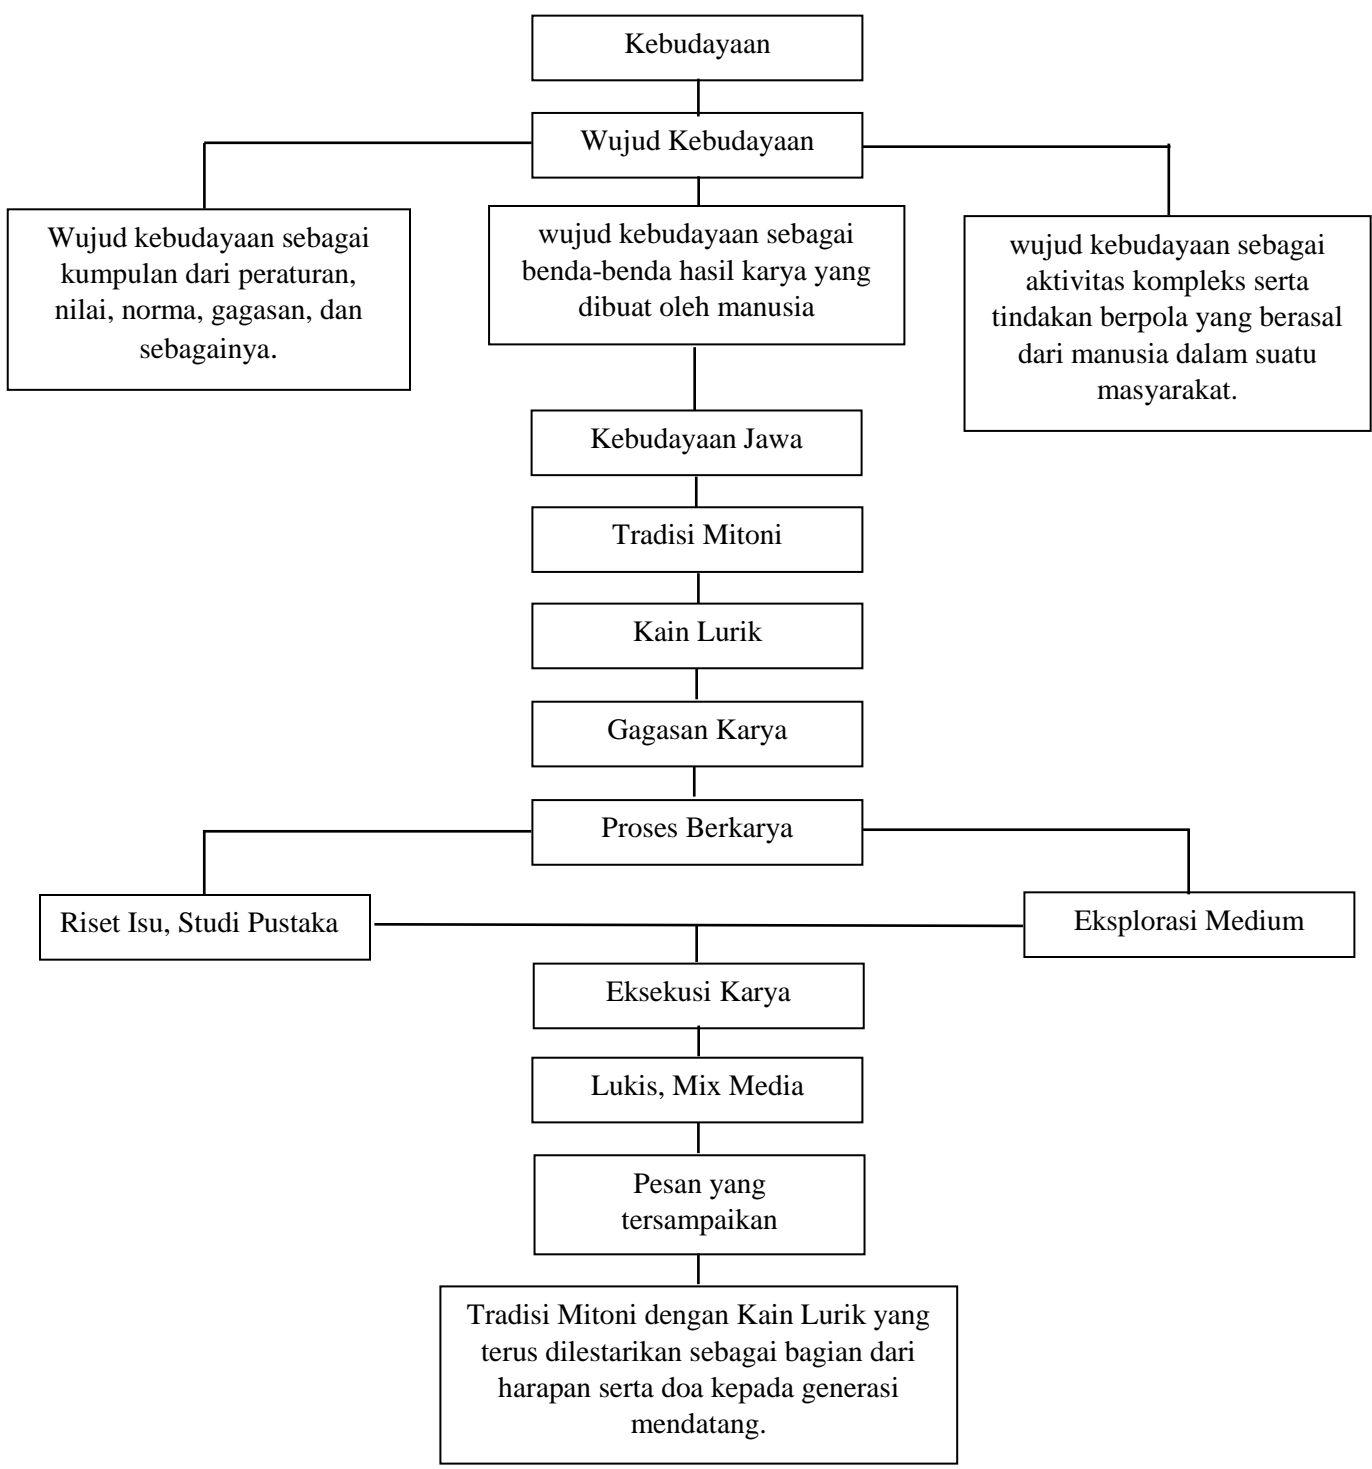 Kebudayaan
Wujud Kebudayaan
Wujud kebudayaan sebagai
kumpulan dari peraturan,
nilai, norma, gagasan, dan
sebagainya.
wujud kebudayaan sebagai
benda-benda hasil karya yang
dibuat oleh manusia
wujud kebudayaan sebagai
aktivitas kompleks serta
tindakan berpola yang berasal
dari manusia dalam suatu
masyarakat.
Kebudayaan Jawa
Tradisi Mitoni
Kain Lurik
Gagasan Karya
Proses Berkarya
Riset Isu, Studi Pustaka
Eksplorasi Medium
Eksekusi Karya
Lukis, Mix Media
Pesan yang
tersampaikan
Tradisi Mitoni dengan Kain Lurik yang
terus dilestarikan sebagai bagian dari
harapan serta doa kepada generasi
mendatang.